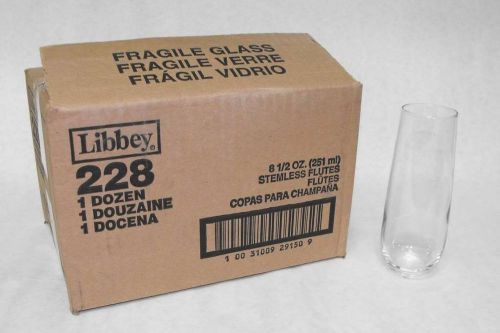 FRAGILE GLASS
FRAGILE VERRE
FRÁGIL VIDRIO
Libbey®
228
1 DOZEN
1 DOUZAINE
1 DOCENA
8 1/2 OZ. (251 ml)
STEMLESS FLUTES
FLÛTES
COPAS PARA CHAMPAÑA
1 00 31009 29150 9